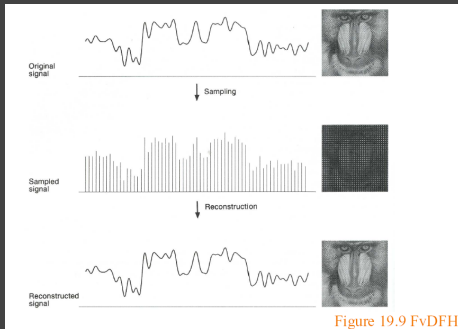 Original
signal
Sampling
Sampled
signal
Reconstruction
Reconstructed
signal
Figure 19.9 FvDFH